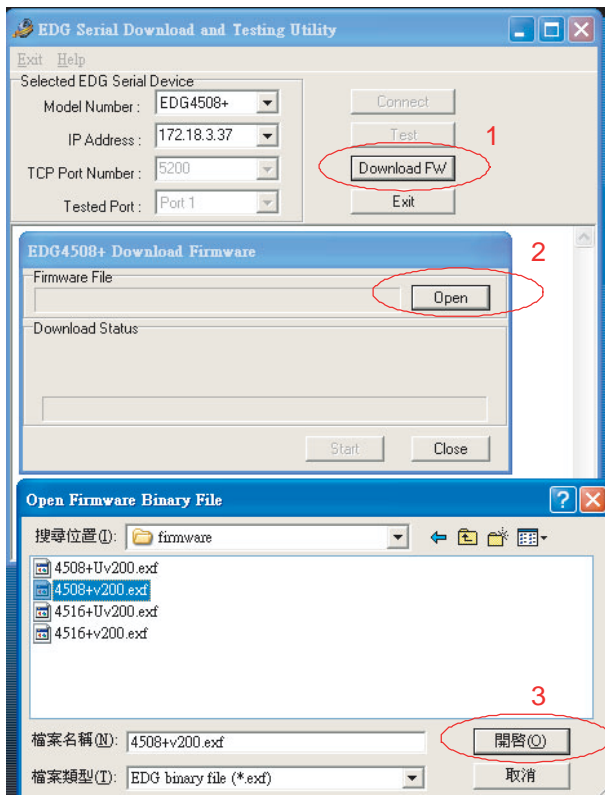 EDG Serial Download and Testing Utility
Exit Help
Selected EDG Serial Device
Model Number : EDG4508+ Connect
1
IP Address : 172.18.3.37 Test
TCP Port Number : 5200 Download FW
Tested Port : Port 1 Exit
EDG4508+ Download Firmware
2
Firmware File
Open
Download Status
Start Close
Open Firmware Binary File
搜尋位置(I): firmware
4508+Uv200.exf
4508+v200.exf
4516+Uv200.exf
4516+v200.exf
3
檔案名稱(N): 4508+v200.exf 開啓(O)
檔案類型(T): EDG binary file (*.exf) 取消